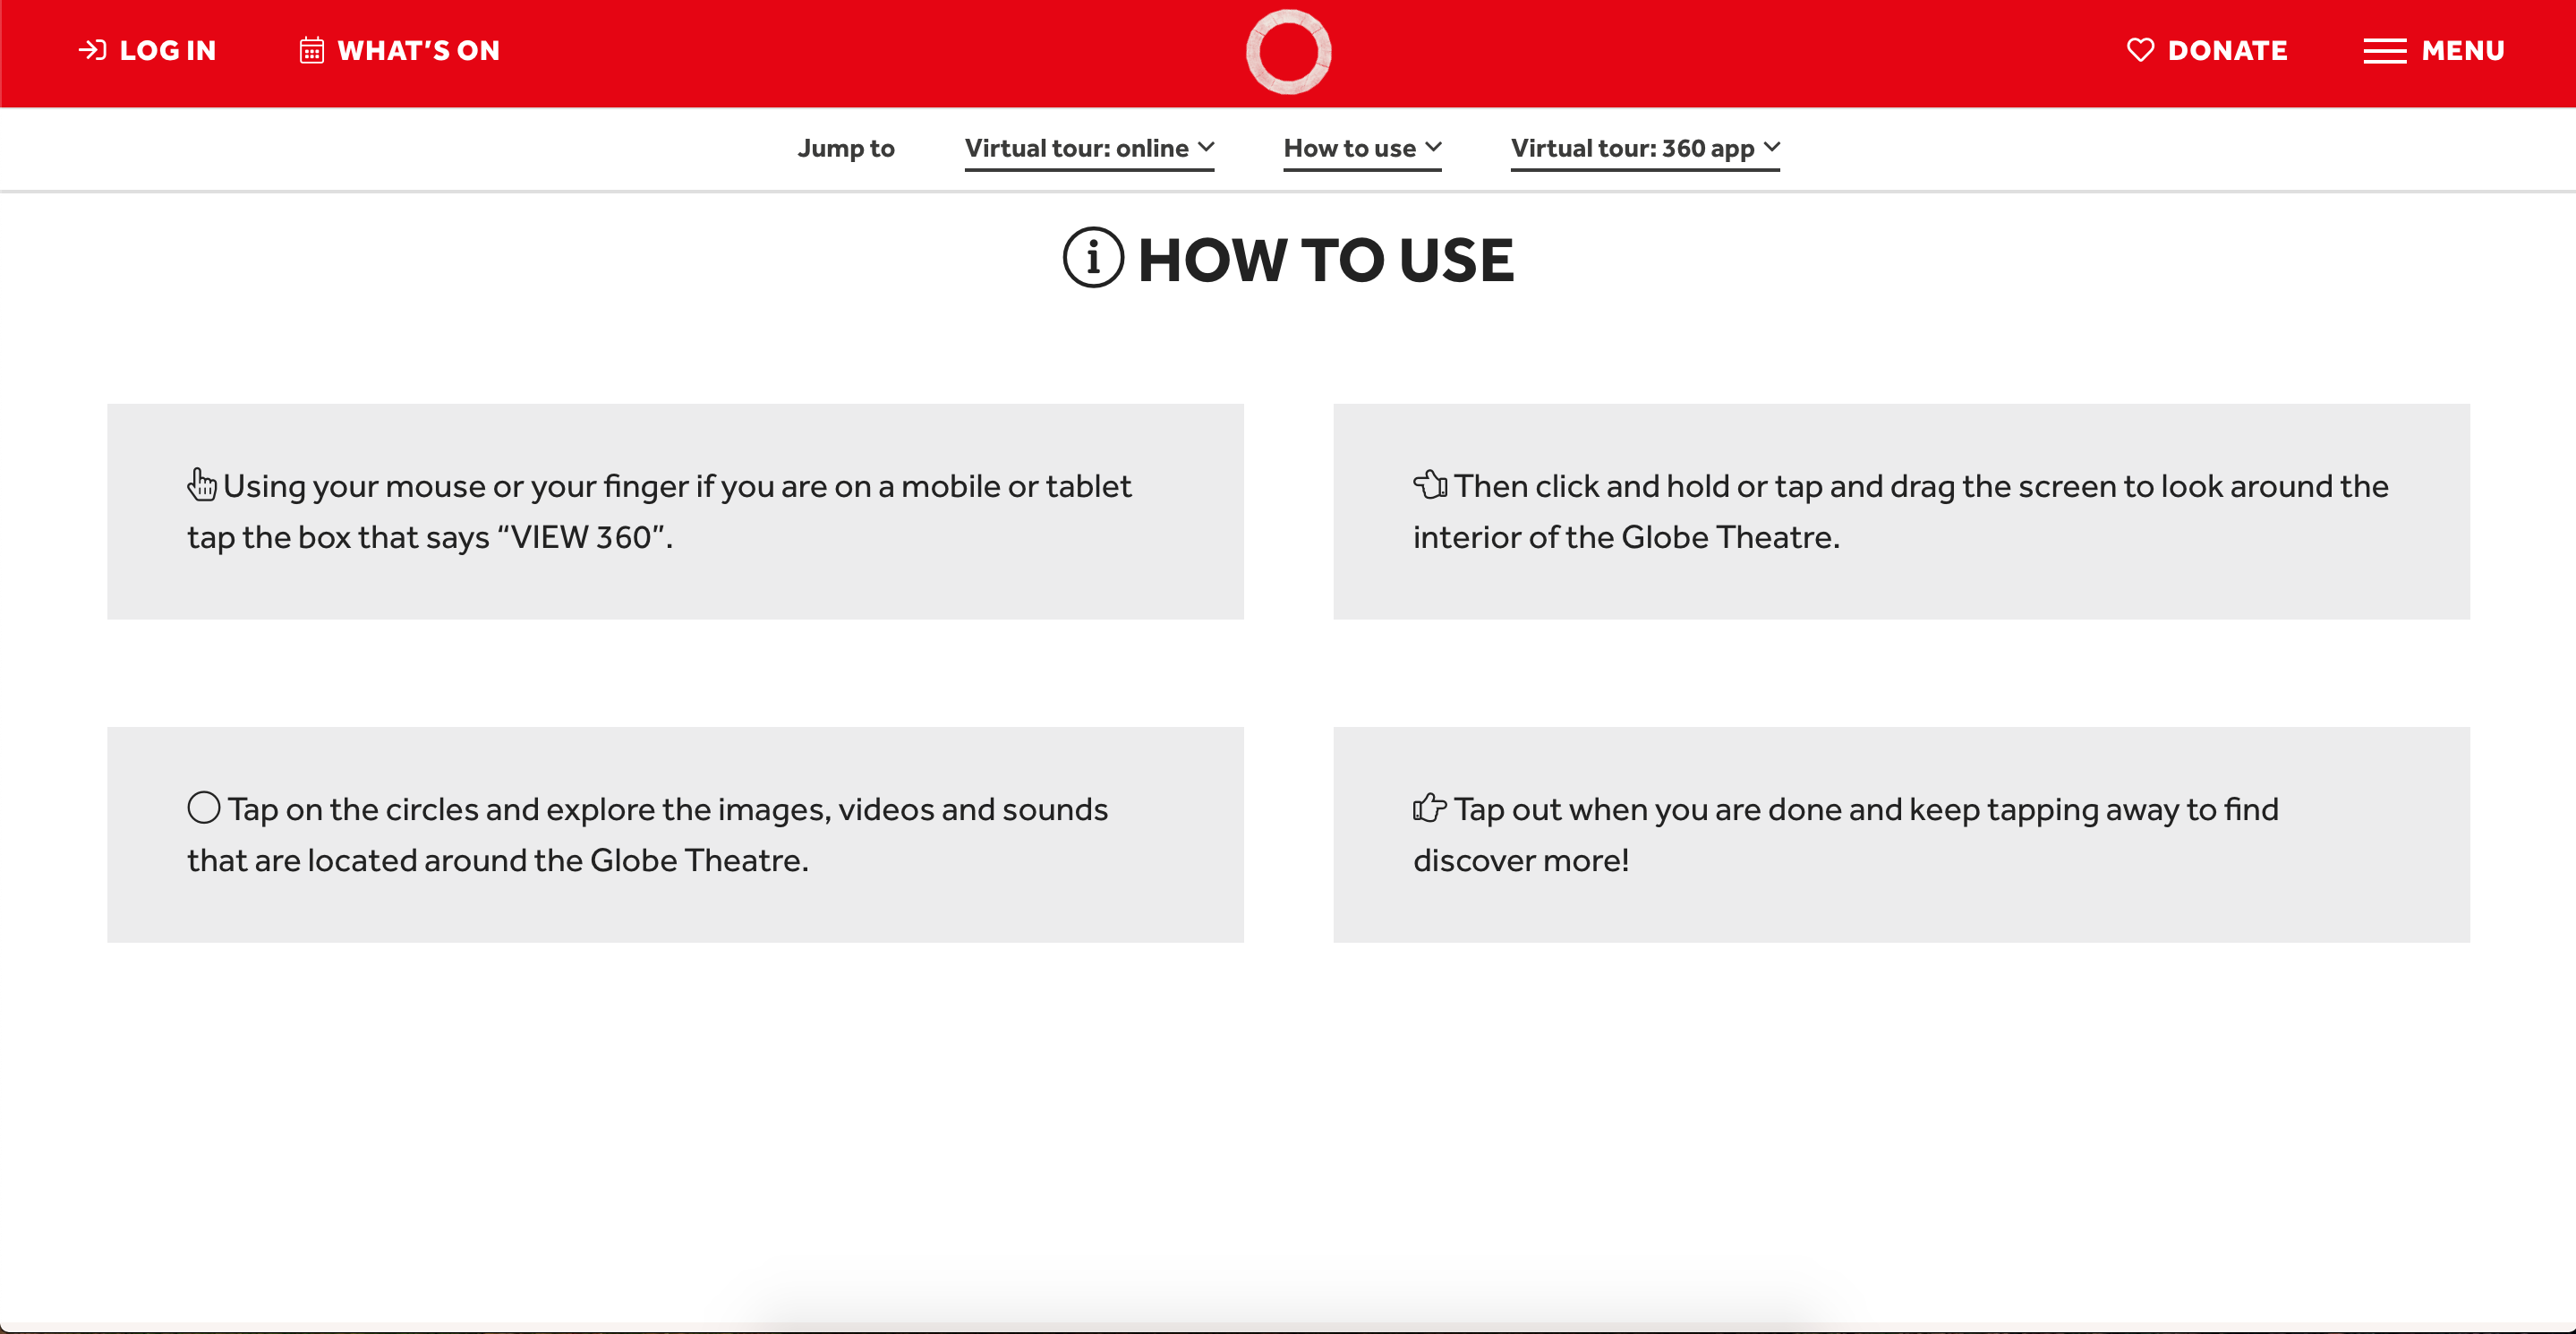 LOG IN
WHAT’S ON
DONATE
MENU
Jump to
Virtual tour: online
How to use
Virtual tour: 360 app
HOW TO USE
Using your mouse or your finger if you are on a mobile or tablet
tap the box that says “VIEW 360”.
Then click and hold or tap and drag the screen to look around the
interior of the Globe Theatre.
Tap on the circles and explore the images, videos and sounds
that are located around the Globe Theatre.
Tap out when you are done and keep tapping away to find
discover more!